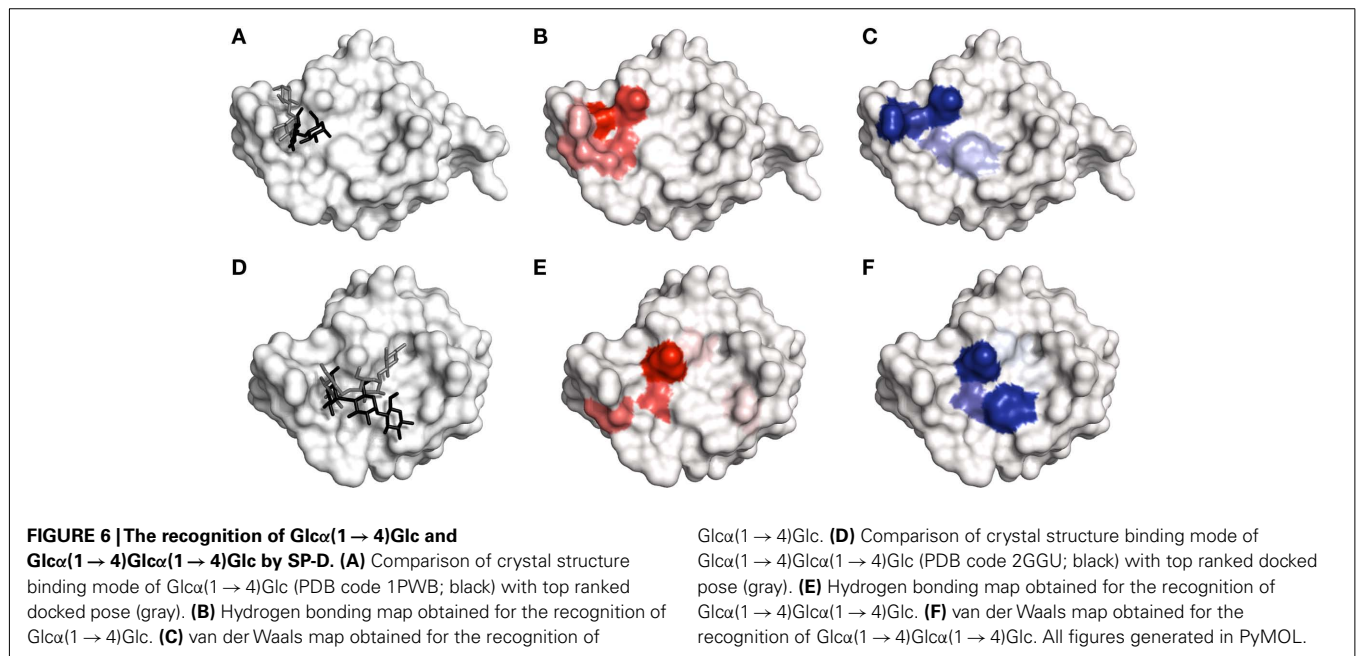 A
B
C
D
E
F
FIGURE 6 | The recognition of Glcα(1 → 4)Glc and
Glcα(1 → 4)Glcα(1 → 4)Glc by SP-D. (A) Comparison of crystal structure
binding mode of Glcα(1 → 4)Glc (PDB code 1PWB; black) with top ranked
docked pose (gray). (B) Hydrogen bonding map obtained for the recognition of
Glcα(1 → 4)Glc. (C) van der Waals map obtained for the recognition of
Glcα(1 → 4)Glc. (D) Comparison of crystal structure binding mode of
Glcα(1 → 4)Glcα(1 → 4)Glc (PDB code 2GGU; black) with top ranked docked
pose (gray). (E) Hydrogen bonding map obtained for the recognition of
Glcα(1 → 4)Glcα(1 → 4)Glc. (F) van der Waals map obtained for the
recognition of Glcα(1 → 4)Glcα(1 → 4)Glc. All figures generated in PyMOL.